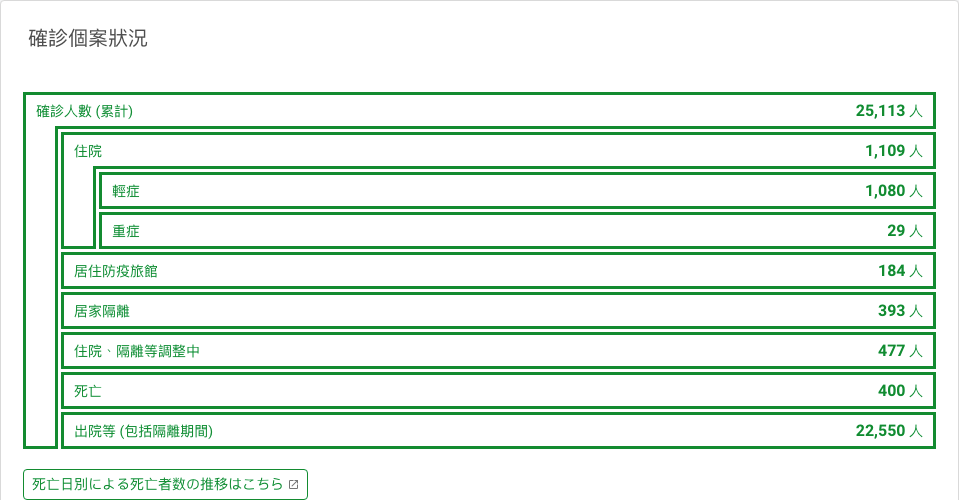 確診個案狀況
確診人數 (累計) 25,113 人
住院 1,109 人
輕症 1,080 人
重症 29 人
居住防疫旅館 184 人
居家隔離 393 人
住院、隔離等調整中 477 人
死亡 400 人
出院等 (包括隔離期間) 22,550 人
死亡日別による死亡者数の推移はこちら